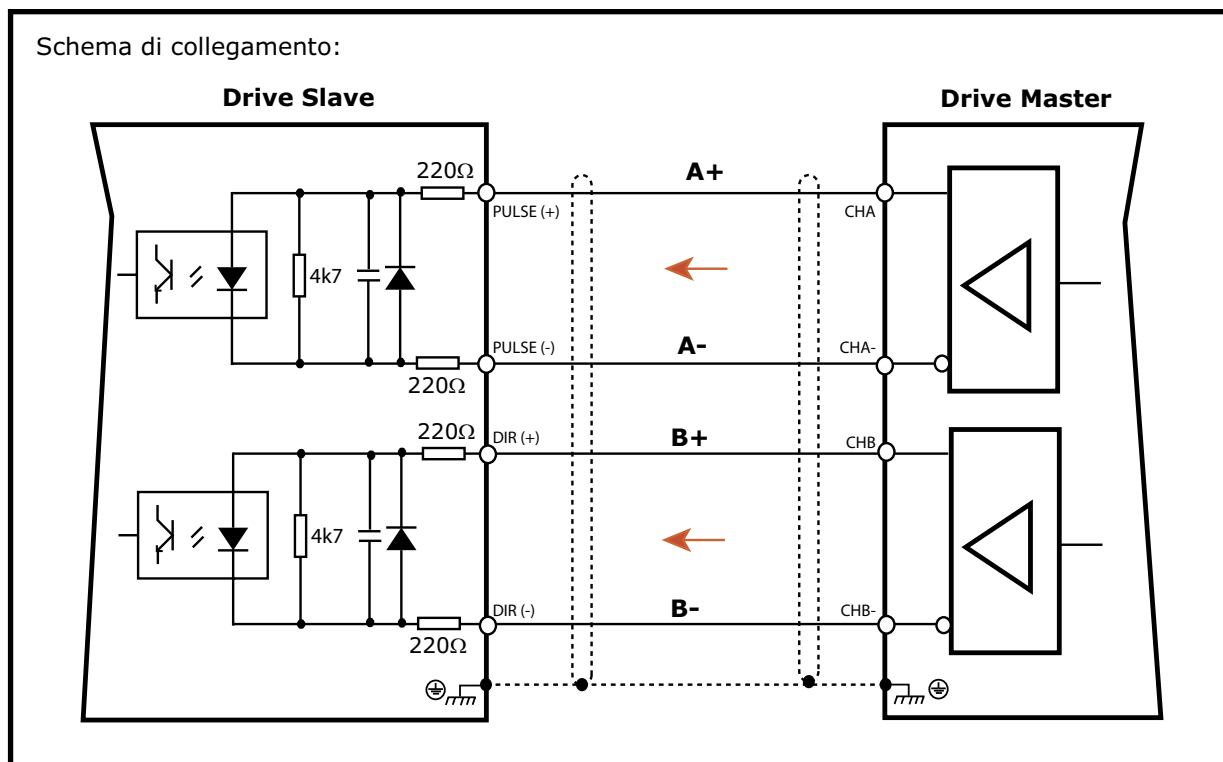 Schema di collegamento:
Drive Slave
Drive Master
220Ω
A+
PULSE (+)
CHA
4k7
PULSE (-)
A-
CHA-
220Ω
220Ω
DIR (+)
B+
CHB
4k7
DIR (-)
B-
CHB-
220Ω